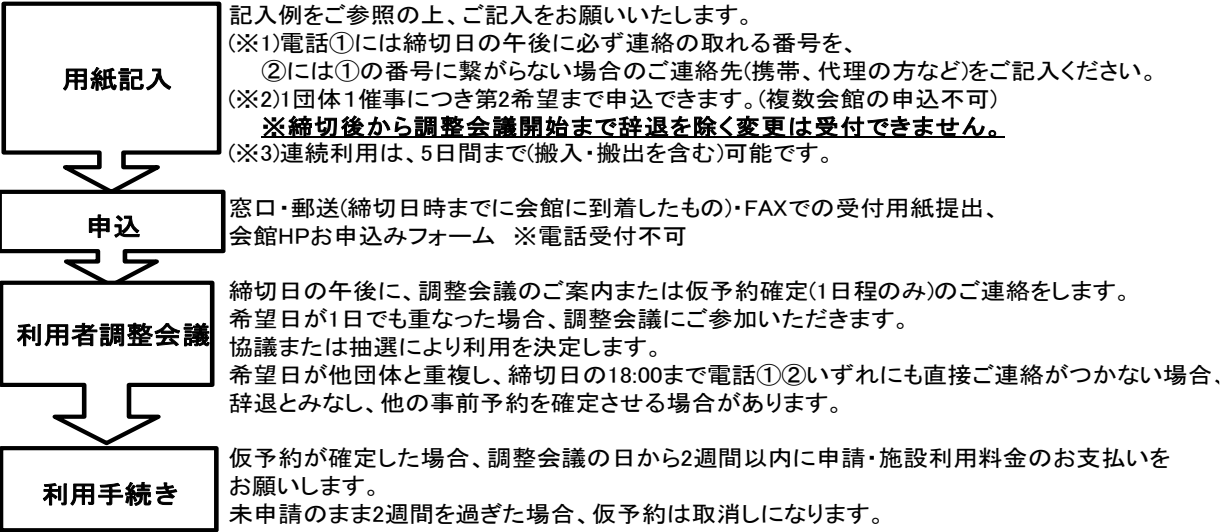 用紙記入
記入例をご参照の上、ご記入をお願いいたします。
(※1)電話①には締切日の午後に必ず連絡の取れる番号を、
②には①の番号に繋がらない場合のご連絡先(携帯、代理の方など)をご記入ください。
(※2)1団体１催事につき第2希望まで申込できます。(複数会館の申込不可)
※締切後から調整会議開始まで辞退を除く変更は受付できません。
(※3)連続利用は、5日間まで(搬入・搬出を含む)可能です。
申込
窓口・郵送(締切日時までに会館に到着したもの)・FAXでの受付用紙提出、
会館HPお申込みフォーム　※電話受付不可
利用者調整会議
締切日の午後に、調整会議のご案内または仮予約確定(1日程のみ)のご連絡をします。
希望日が1日でも重なった場合、調整会議にご参加いただきます。
協議または抽選により利用を決定します。
希望日が他団体と重複し、締切日の18:00まで電話①②いずれにも直接ご連絡がつかない場合、
辞退とみなし、他の事前予約を確定させる場合があります。
利用手続き
仮予約が確定した場合、調整会議の日から2週間以内に申請・施設利用料金のお支払いを
お願いします。
未申請のまま2週間を過ぎた場合、仮予約は取消しになります。